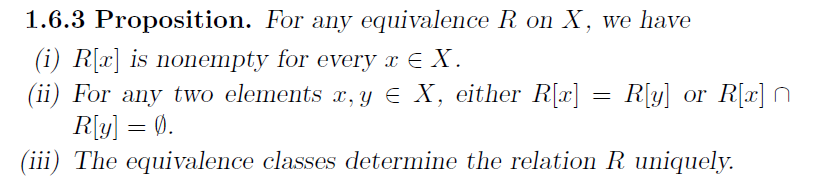 1.6.3 Proposition. For any equivalence R on X, we have
(i) R[x] is nonempty for every x ∈ X.
(ii) For any two elements x, y ∈ X, either R[x] = R[y] or R[x] ∩
R[y] = ∅.
(iii) The equivalence classes determine the relation R uniquely.